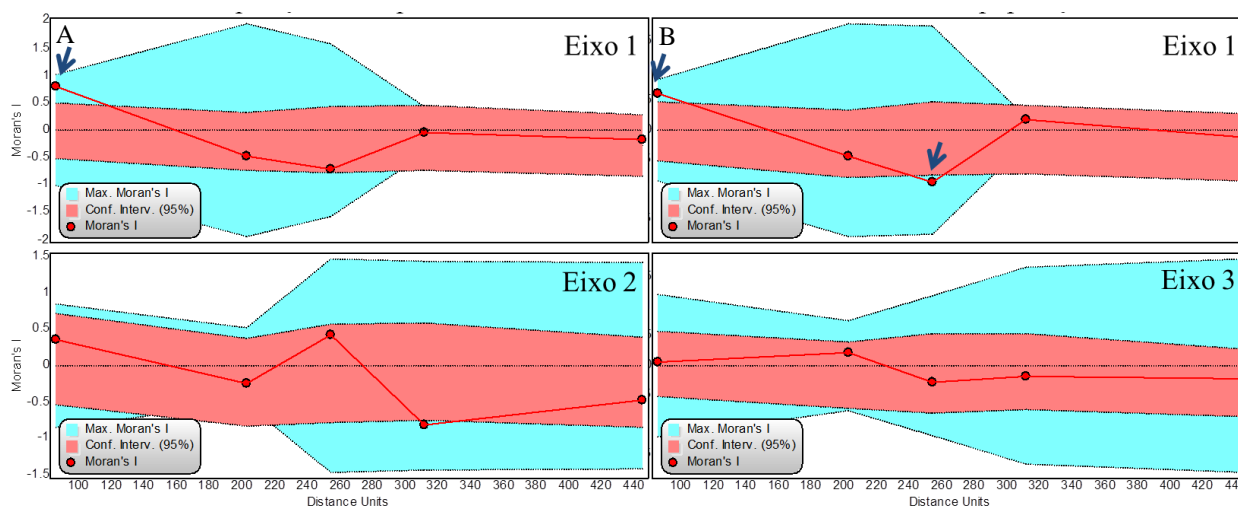 A
Eixo 1
2
1.5
1
0.5
0
-0.5
-1
-1.5
-2
Moran's I
Max. Moran's I
Conf. Interv. (95%)
Moran's I
B
Eixo 1
Max. Moran's I
Conf. Interv. (95%)
Moran's I
Eixo 2
1.5
1
0.5
0
-0.5
-1
-1.5
Moran's I
Max. Moran's I
Conf. Interv. (95%)
Moran's I
100 120 140 160 180 200 220 240 260 280 300 320 340 360 380 400 420 440
Distance Units
Eixo 3
Max. Moran's I
Conf. Interv. (95%)
Moran's I
100 120 140 160 180 200 220 240 260 280 300 320 340 360 380 400 420
Distance Units